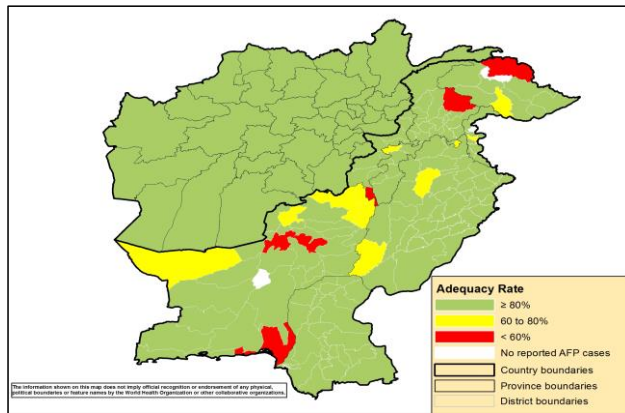 Adequacy Rate
≥ 80%
60 to 80%
< 60%
No reported AFP cases
Country boundaries
Province boundaries
District boundaries
The information shown on this map does not imply official recognition or endorsement of any physical,
political boundaries or feature names by the World Health Organization or other collaborative organizations.